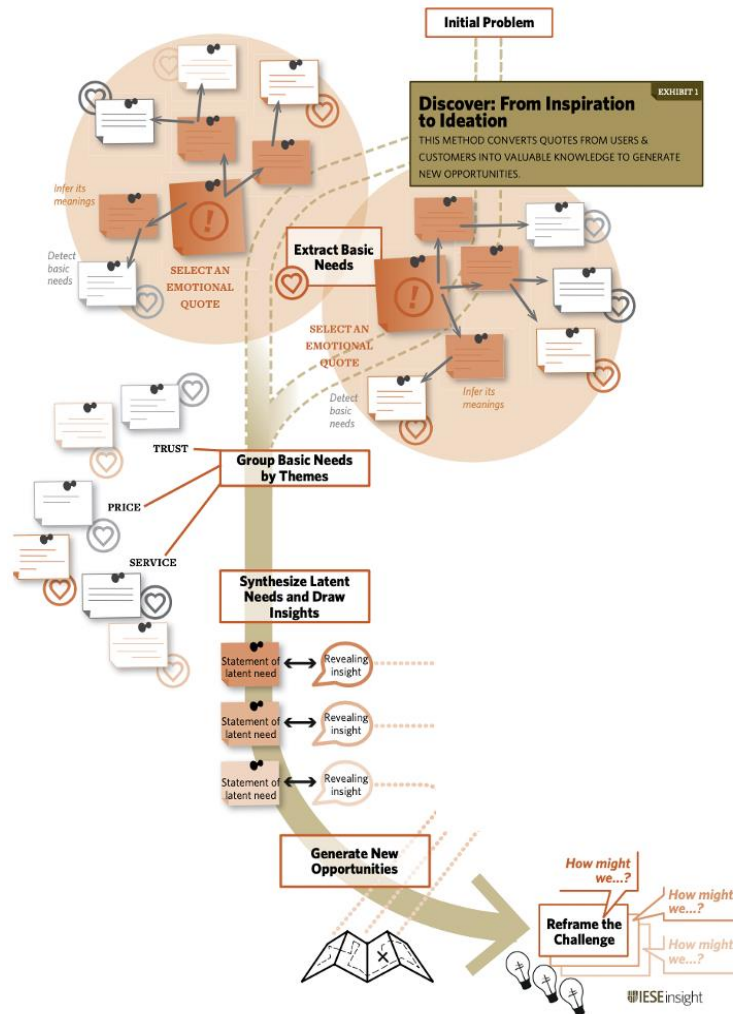 Initial Problem
EXHIBIT 1
Discover: From Inspiration
to Ideation
THIS METHOD CONVERTS QUOTES FROM USERS &
CUSTOMERS INTO VALUABLE KNOWLEDGE TO GENERATE
NEW OPPORTUNITIES.
Infer its
meanings
!
Detect
basic
needs
SELECT AN
EMOTIONAL
QUOTE
Extract Basic
Needs
!
SELECT AN
EMOTIONAL
QUOTE
Infer its
meanings
Detect
basic needs
TRUST
PRICE
SERVICE
Group Basic Needs
by Themes
Synthesize Latent
Needs and Draw
Insights
Statement of
latent need
Revealing
insight
Statement of
latent need
Revealing
insight
Statement of
latent need
Revealing
insight
Generate New
Opportunities
How might
we...?
How might
we...?
How might
we...?
Reframe the
Challenge
IESE insight